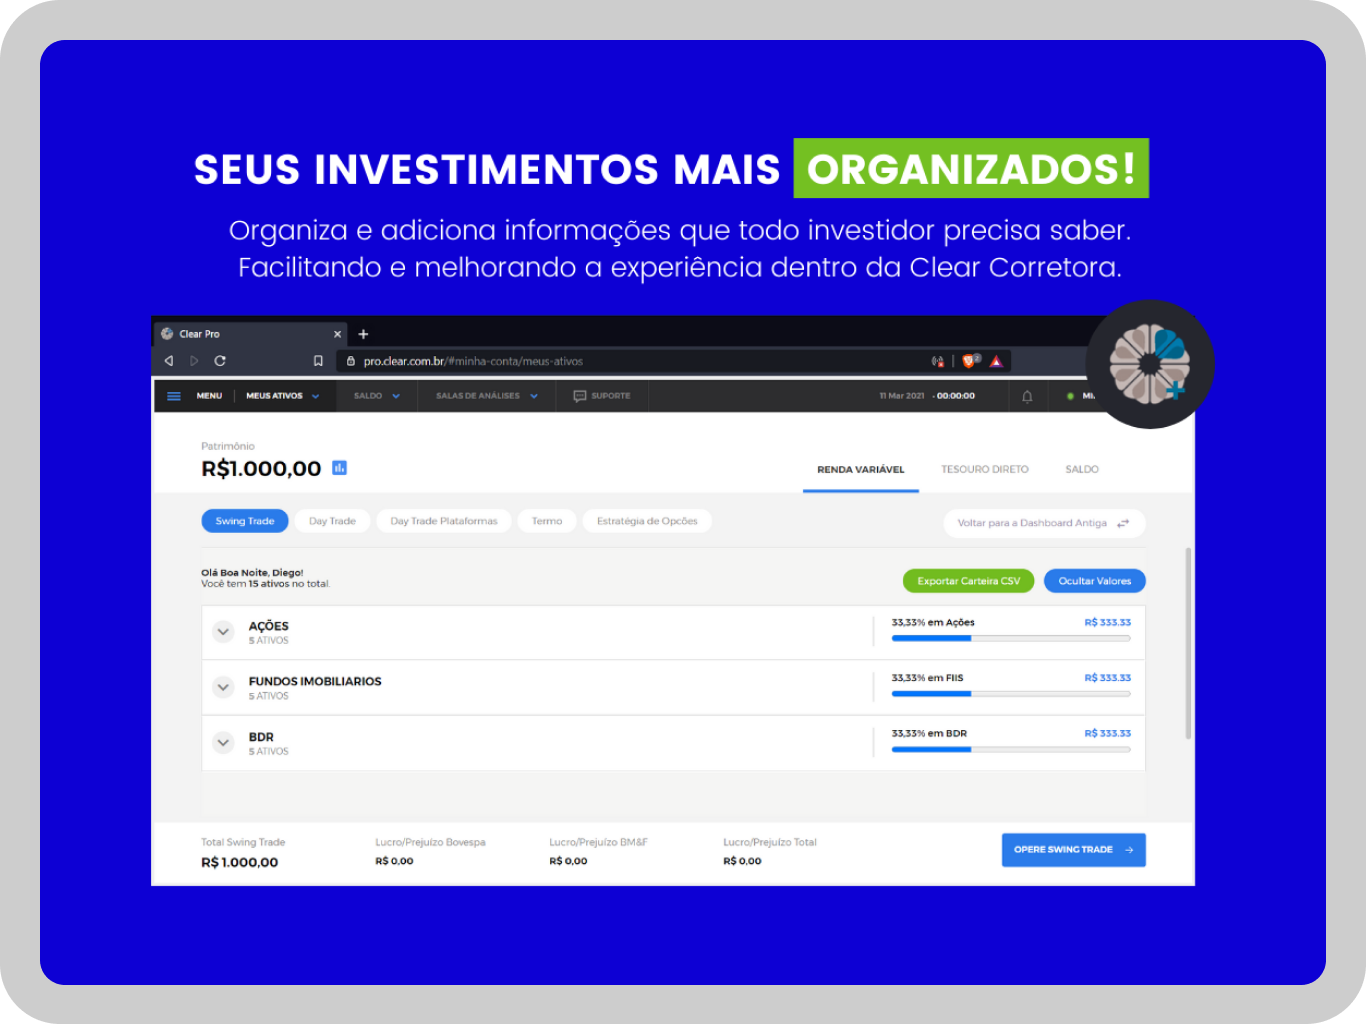 SEUS INVESTIMENTOS MAIS ORGANIZADOS!
Organiza e adiciona informações que todo investidor precisa saber.
Facilitando e melhorando a experiência dentro da Clear Corretora.
Clear Pro
pro.clear.com.br/#minha-conta/meus-ativos
MENU MEUS ATIVOS SALDO SALAS DE ANÁLISES SUPORTE 11 Mar 2021 - 00:00:00
Patrimônio
R$1.000,00
RENDA VARIÁVEL TESOURO DIRETO SALDO
Swing Trade Day Trade Day Trade Plataformas Termo Estratégia de Opcões
Voltar para a Dashboard Antiga
Olá Boa Noite, Diego!
Você tem 15 ativos no total.
Exportar Carteira CSV Ocultar Valores
AÇÕES
5 ATIVOS
33,33% em Ações R$ 333.33
FUNDOS IMOBILIARIOS
5 ATIVOS
33,33% em FIIS R$ 333.33
BDR
5 ATIVOS
33,33% em BDR R$ 333.33
Total Swing Trade Lucro/Prejuízo Bovespa Lucro/Prejuízo BM&F Lucro/Prejuízo Total
R$ 1.000,00 R$ 0,00 R$ 0,00 R$ 0,00
OPERE SWING TRADE